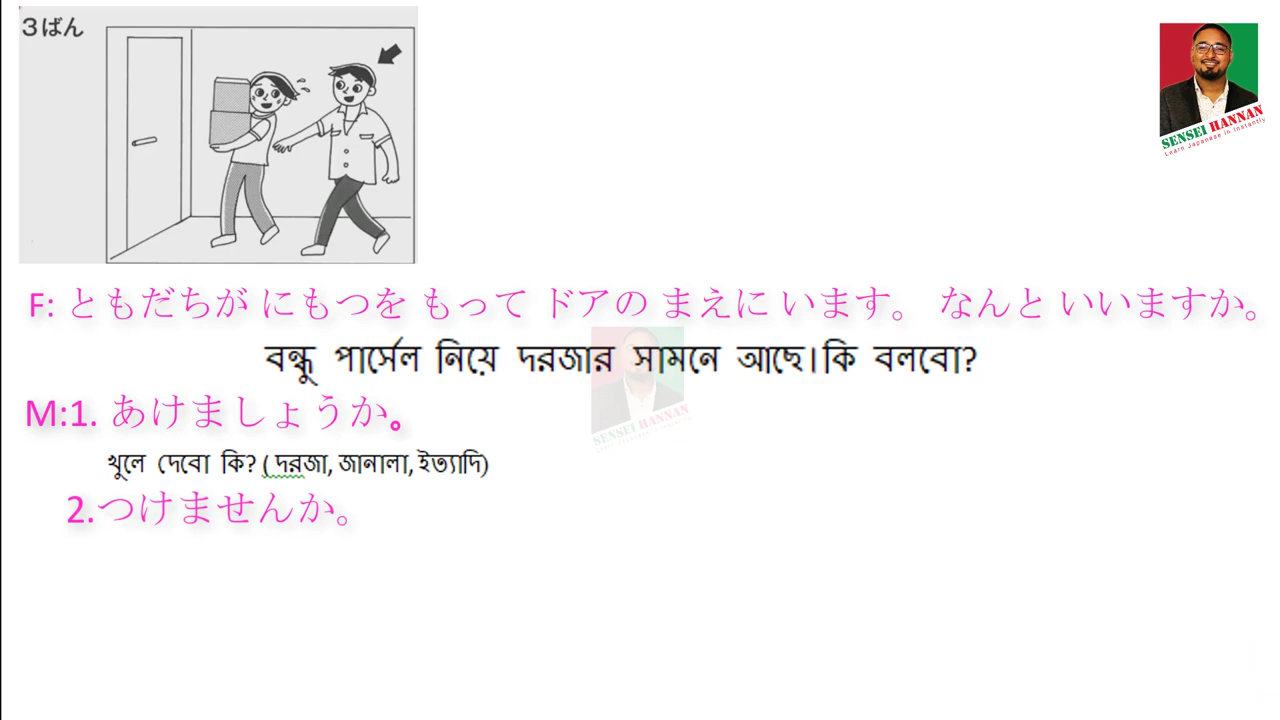 3ばん
SENSEI HANNAN
Learn Japanese in Instantly
F: ともだちが にもつを もって ドアの まえに います。 なんと いいますか。
বন্ধু পার্সেল নিয়ে দরজার সামনে আছে।কি বলবো?
SENSEI HANNAN
M:1. あけましょうか。
খুলে দেবো কি? ( দরজা, জানালা, ইত্যাদি)
2.つけませんか。